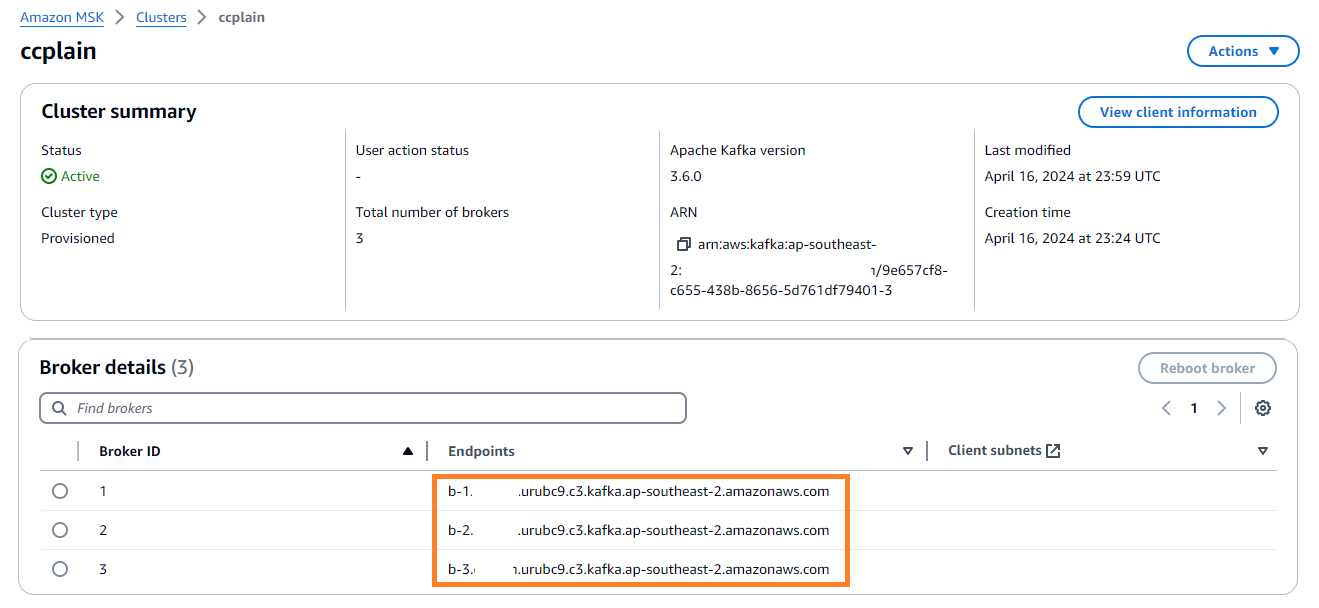 Amazon MSK > Clusters > ccplain
ccplain
Actions
Cluster summary
View client information
Status
User action status
Apache Kafka version
Last modified
Active
-
3.6.0
April 16, 2024 at 23:59 UTC
Cluster type
Total number of brokers
ARN
Creation time
Provisioned
3
arn:aws:kafka:ap-southeast-
April 16, 2024 at 23:24 UTC
2: /9e657cf8-
c655-438b-8656-5d761df79401-3
Broker details (3)
Reboot broker
Find brokers
1
Broker ID Endpoints Client subnets
1 b-1. .urubc9.c3.kafka.ap-southeast-2.amazonaws.com
2 b-2. .urubc9.c3.kafka.ap-southeast-2.amazonaws.com
3 b-3. .urubc9.c3.kafka.ap-southeast-2.amazonaws.com